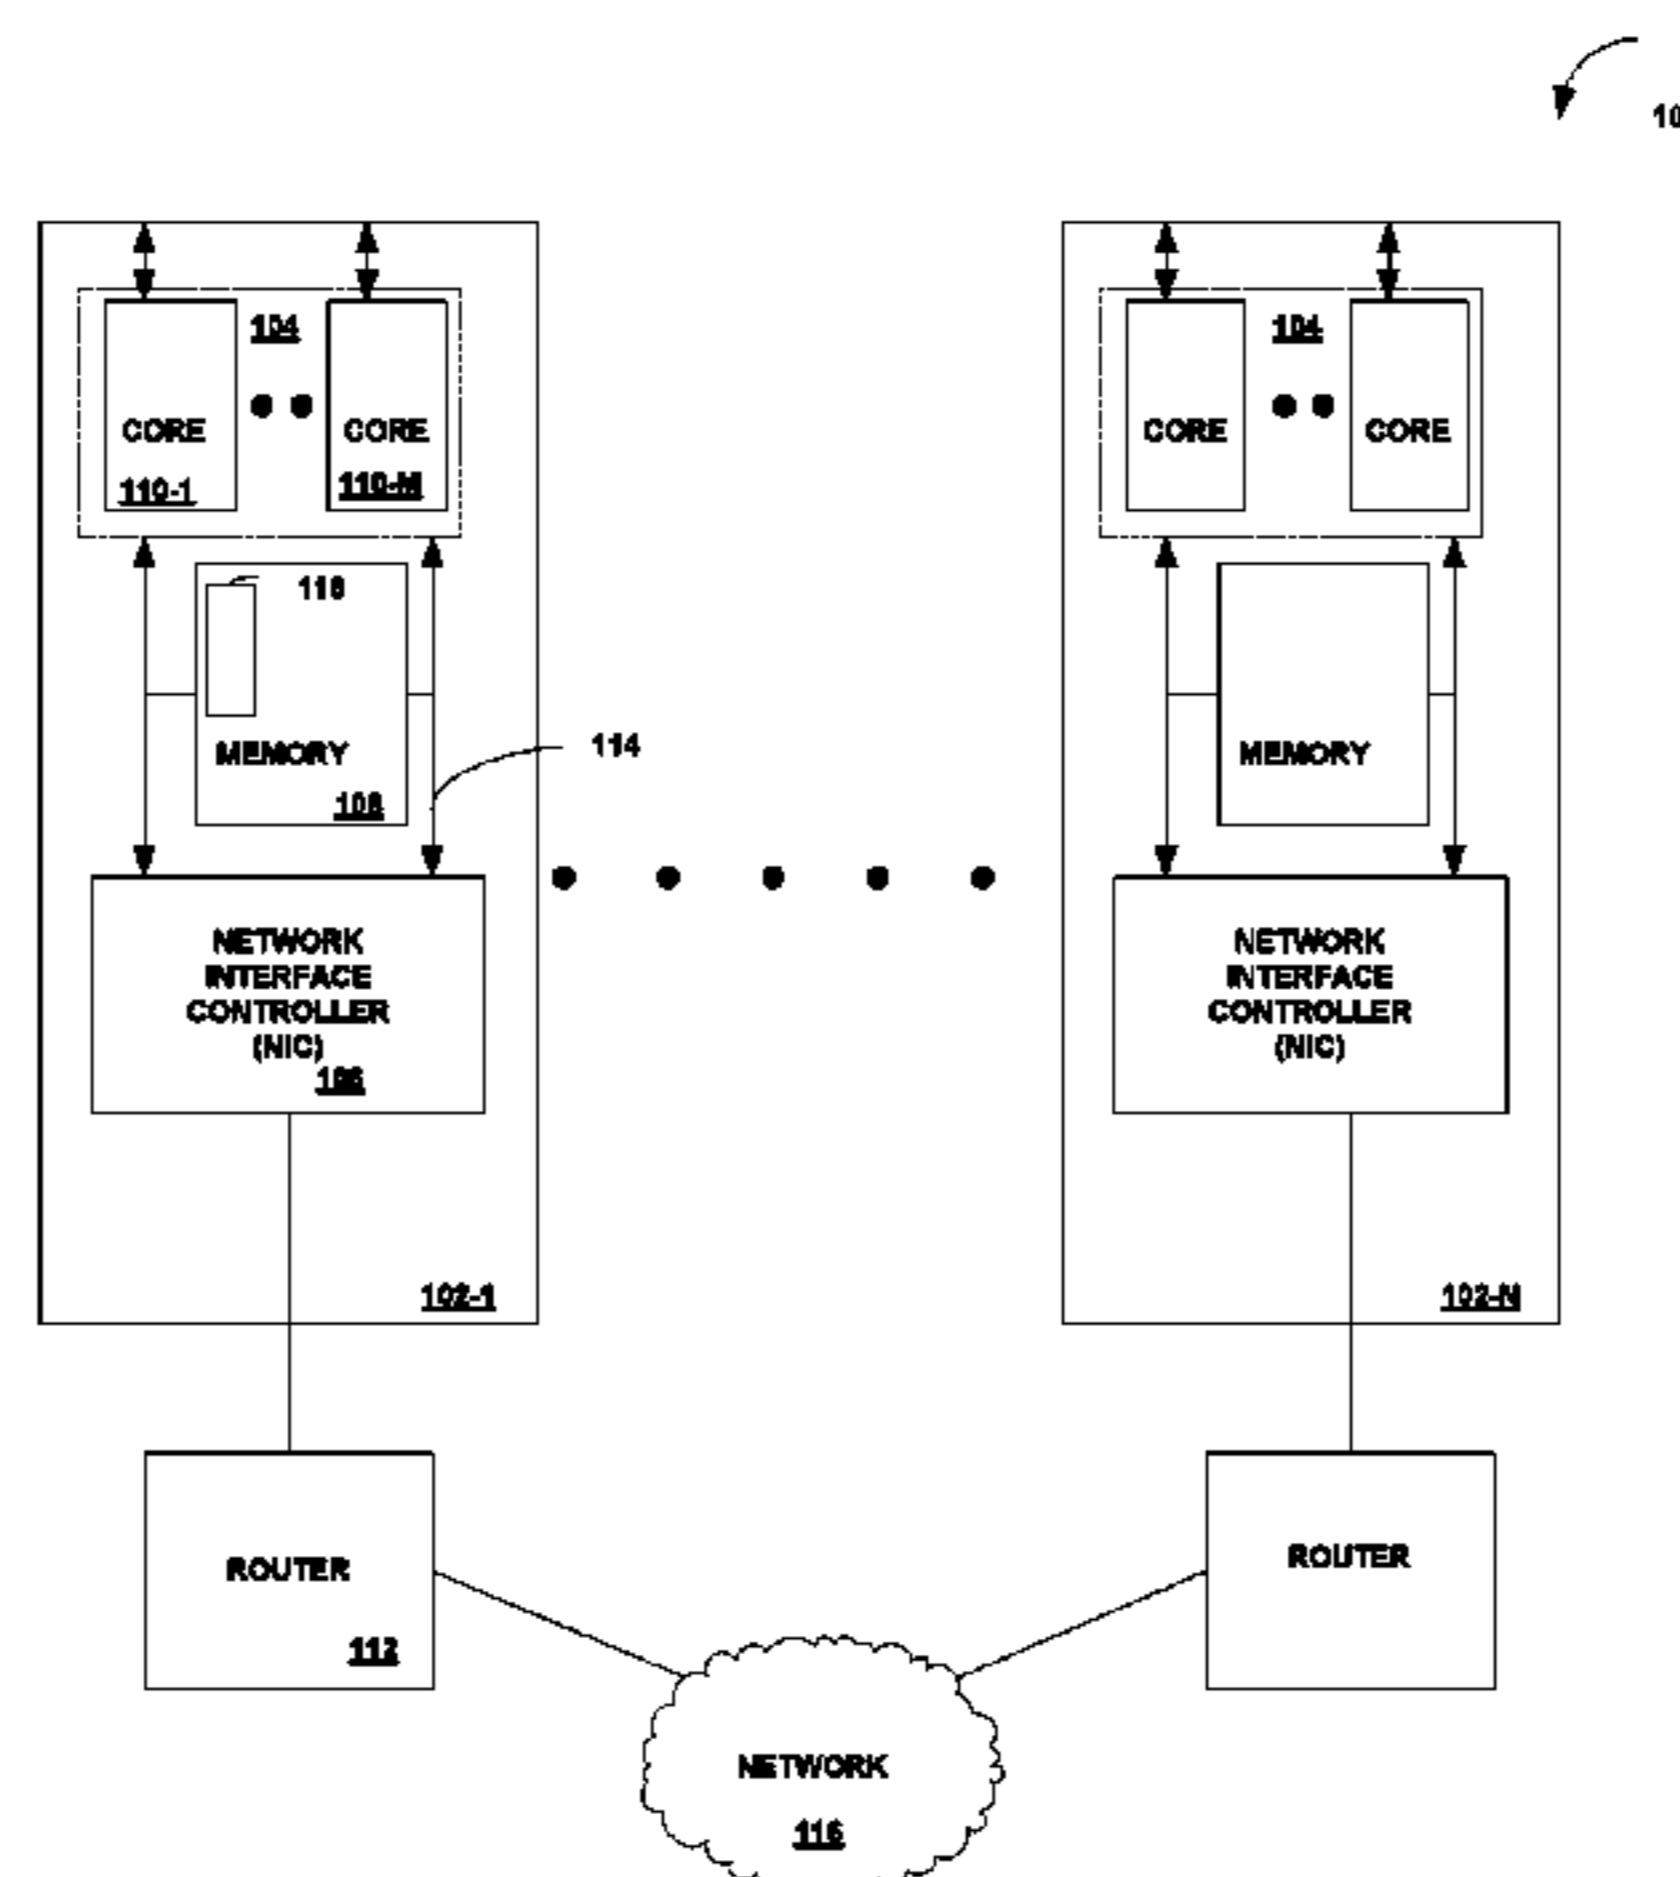 10
104
104
CORE
CORE
CORE
CORE
110-1
110-M
118
MEMORY
MEMORY
114
108
NETWORK
INTERFACE
CONTROLLER
(NIC)
106
NETWORK
INTERFACE
CONTROLLER
(NIC)
102-1
102-N
ROUTER
ROUTER
112
NETWORK
116